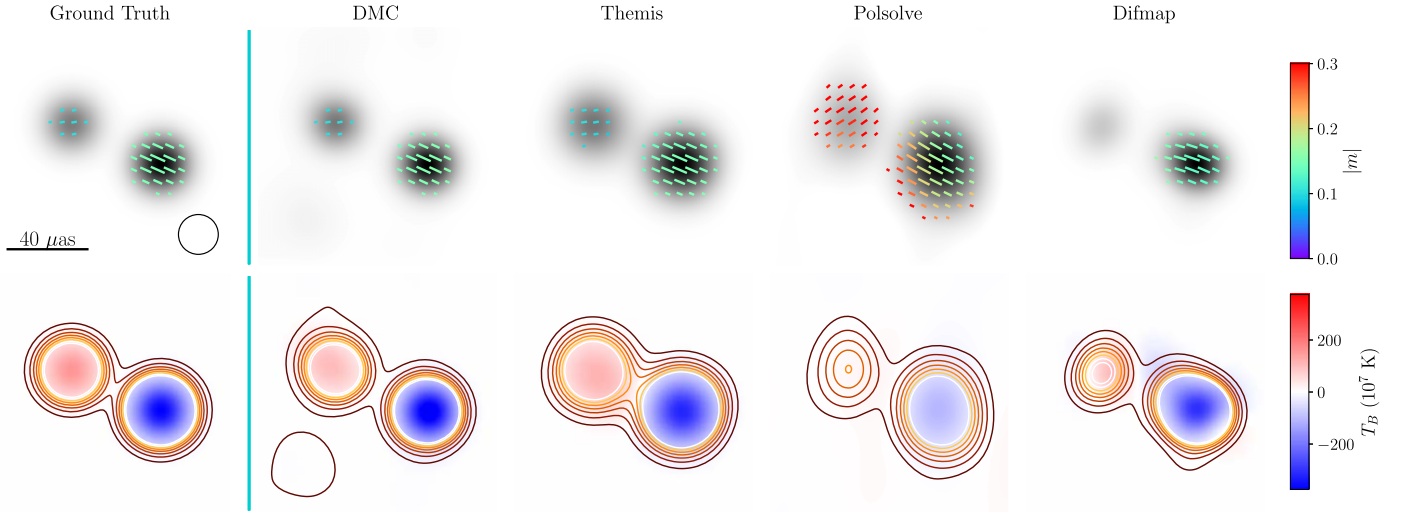 Ground Truth
DMC
Themis
Polsolve
Difmap
40 μas
0.3
0.2
0.1
0.0
|m|
200
0
−200
T_B (10^7 K)